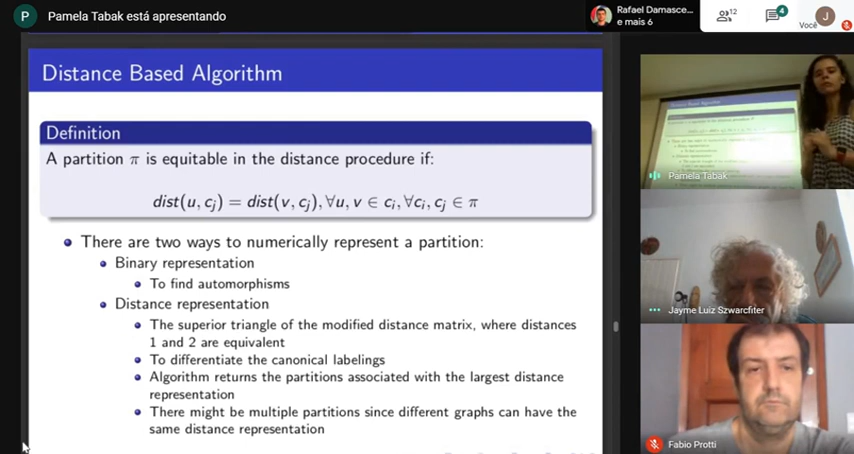 P
Pamela Tabak está apresentando
Rafael Damasce...
e mais 6
12
4
J
Você
Distance Based Algorithm
Definition
A partition π is equitable in the distance procedure if:
dist(u, cⱼ) = dist(v, cⱼ), ∀u, v ∈ cᵢ, ∀cᵢ, cⱼ ∈ π
There are two ways to numerically represent a partition:
Binary representation
To find automorphisms
Distance representation
The superior triangle of the modified distance matrix, where distances
1 and 2 are equivalent
To differentiate the canonical labelings
Algorithm returns the partitions associated with the largest distance
representation
There might be multiple partitions since different graphs can have the
same distance representation
Distance Based Algorithm
Pamela Tabak
Jayme Luiz Szwarcfiter
Fabio Protti